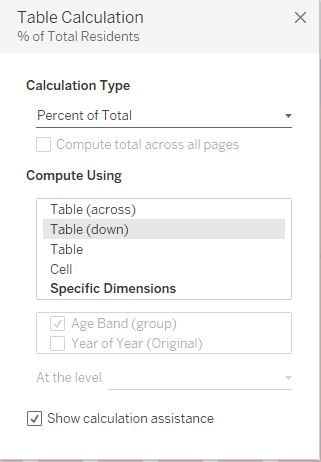 Table Calculation
% of Total Residents
Calculation Type
Percent of Total
Compute total across all pages
Compute Using
Table (across)
Table (down)
Table
Cell
Specific Dimensions
Age Band (group)
Year of Year (Original)
At the level
Show calculation assistance